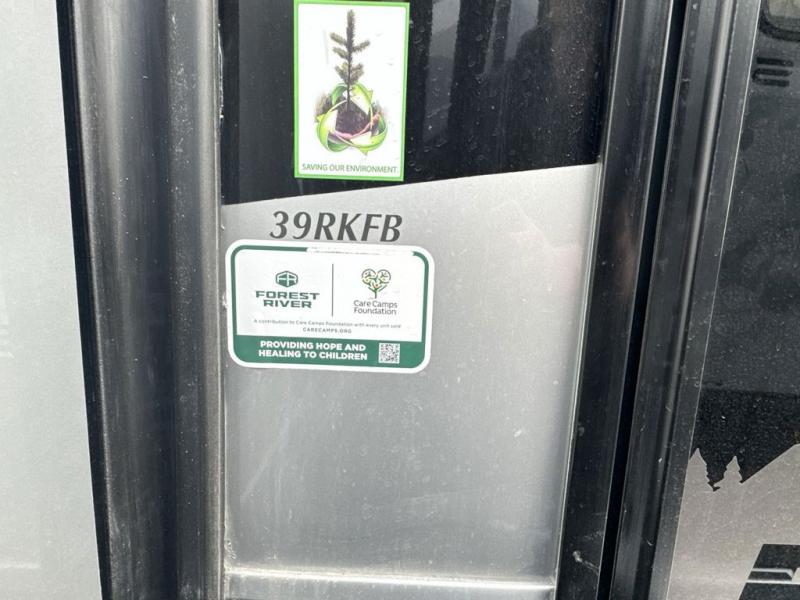 SAVING OUR ENVIRONMENT
39RKFB
FR
FOREST
RIVER
Care Camps
Foundation
A contribution to Care Camps Foundation with every unit sold
CARECAMPS.ORG
PROVIDING HOPE AND
HEALING TO CHILDREN